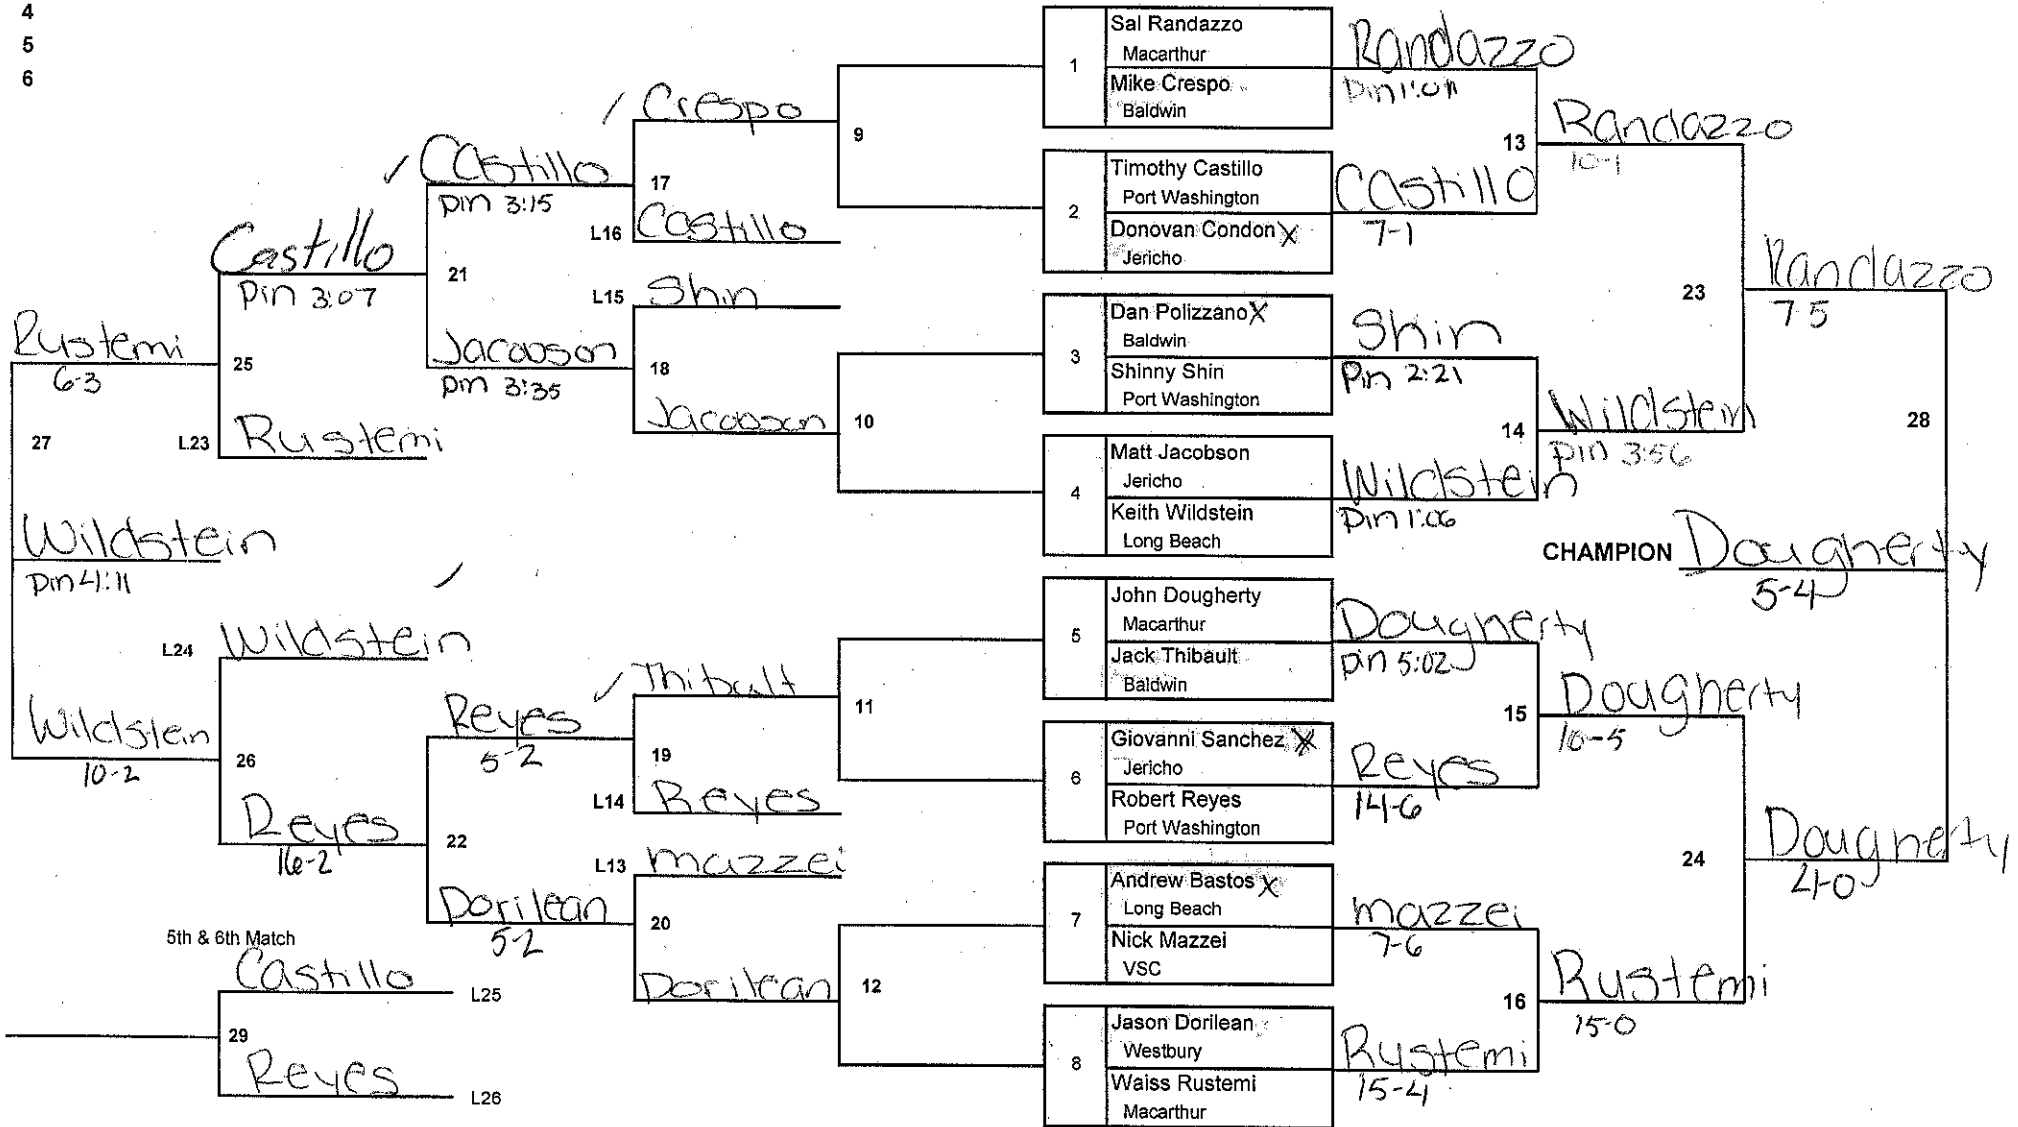 4
5
6
Crespo
9
Castillo
pin 3:15
17
L16
Castillo
Castillo
pin 3:07
21
L15
Shin
Rustemi
6-3
25
Jacobson
pin 3:35
18
Jacobson
10
27
L23
Rustemi
Wildstein
pin 4:11
L24
Wildstein
Thibault
11
Reyes
5-2
19
L14
Reyes
Wildstein
10-2
26
Reyes
16-2
22
L13
mazzei
Dorilean
5-2
20
Dorilean
12
5th & 6th Match
Castillo
L25
29
Reyes
L26
1
Sal Randazzo
Macarthur
Mike Crespo
Baldwin
2
Timothy Castillo
Port Washington
Donovan Condon X
Jericho
3
Dan Polizzano X
Baldwin
Shinny Shin
Port Washington
4
Matt Jacobson
Jericho
Keith Wildstein
Long Beach
5
John Dougherty
Macarthur
Jack Thibault
Baldwin
6
Giovanni Sanchez X
Jericho
Robert Reyes
Port Washington
7
Andrew Bastos X
Long Beach
Nick Mazzei
VSC
8
Jason Dorilean
Westbury
Waiss Rustemi
Macarthur
Randazzo
Castillo
7-1
Shin
Pin 2:21
Wildstein
Pin 1:06
Dougherty
pin 5:02
Reyes
14-6
mazzei
7-6
Rustemi
15-4
13
Randazzo
10-1
14
Wildstein
pin 3:56
15
Dougherty
10-5
16
Rustemi
15-0
23
Randazzo
7-5
24
Dougherty
4-0
28
CHAMPION Dougherty
5-4